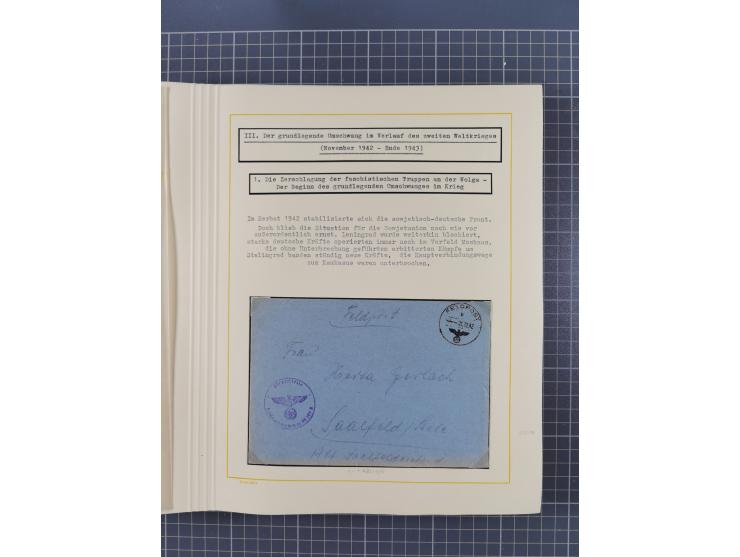 III. Der grundlegende Umschwung im Verlauf des zweiten Weltkrieges
(November 1942 - Ende 1943)
1. Die Zerschlagung der faschistischen Truppen an der Wolga -
Der Beginn des grundlegenden Umschwunges im Krieg
Im Herbst 1942 stabilisierte sich die sowjetisch-deutsche Front.
Doch blieb die Situation für die Sowjetunion nach wie vor
außerordentlich ernst. Leningrad wurde weiterhin blockiert,
starke deutsche Kräfte operierten immer noch im Vorfeld Moskaus,
die ohne Unterbrechung geführten erbitterten Kämpfe um
Stalingrad banden ständig neue Kräfte, die Hauptverbindungswege
zum Kaukasus waren unterbrochen.
Feldpost
FELDPOST
Frau
Gerlach
Saalfeld/Saale